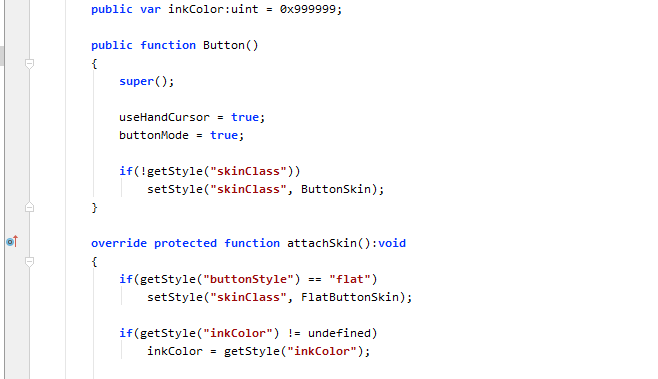 public var inkColor:uint = 0x999999;
public function Button()
{
super();
useHandCursor = true;
buttonMode = true;
if(!getStyle("skinClass"))
setStyle("skinClass", ButtonSkin);
}
override protected function attachSkin():void
{
if(getStyle("buttonStyle") == "flat")
setStyle("skinClass", FlatButtonSkin);
if(getStyle("inkColor") != undefined)
inkColor = getStyle("inkColor");